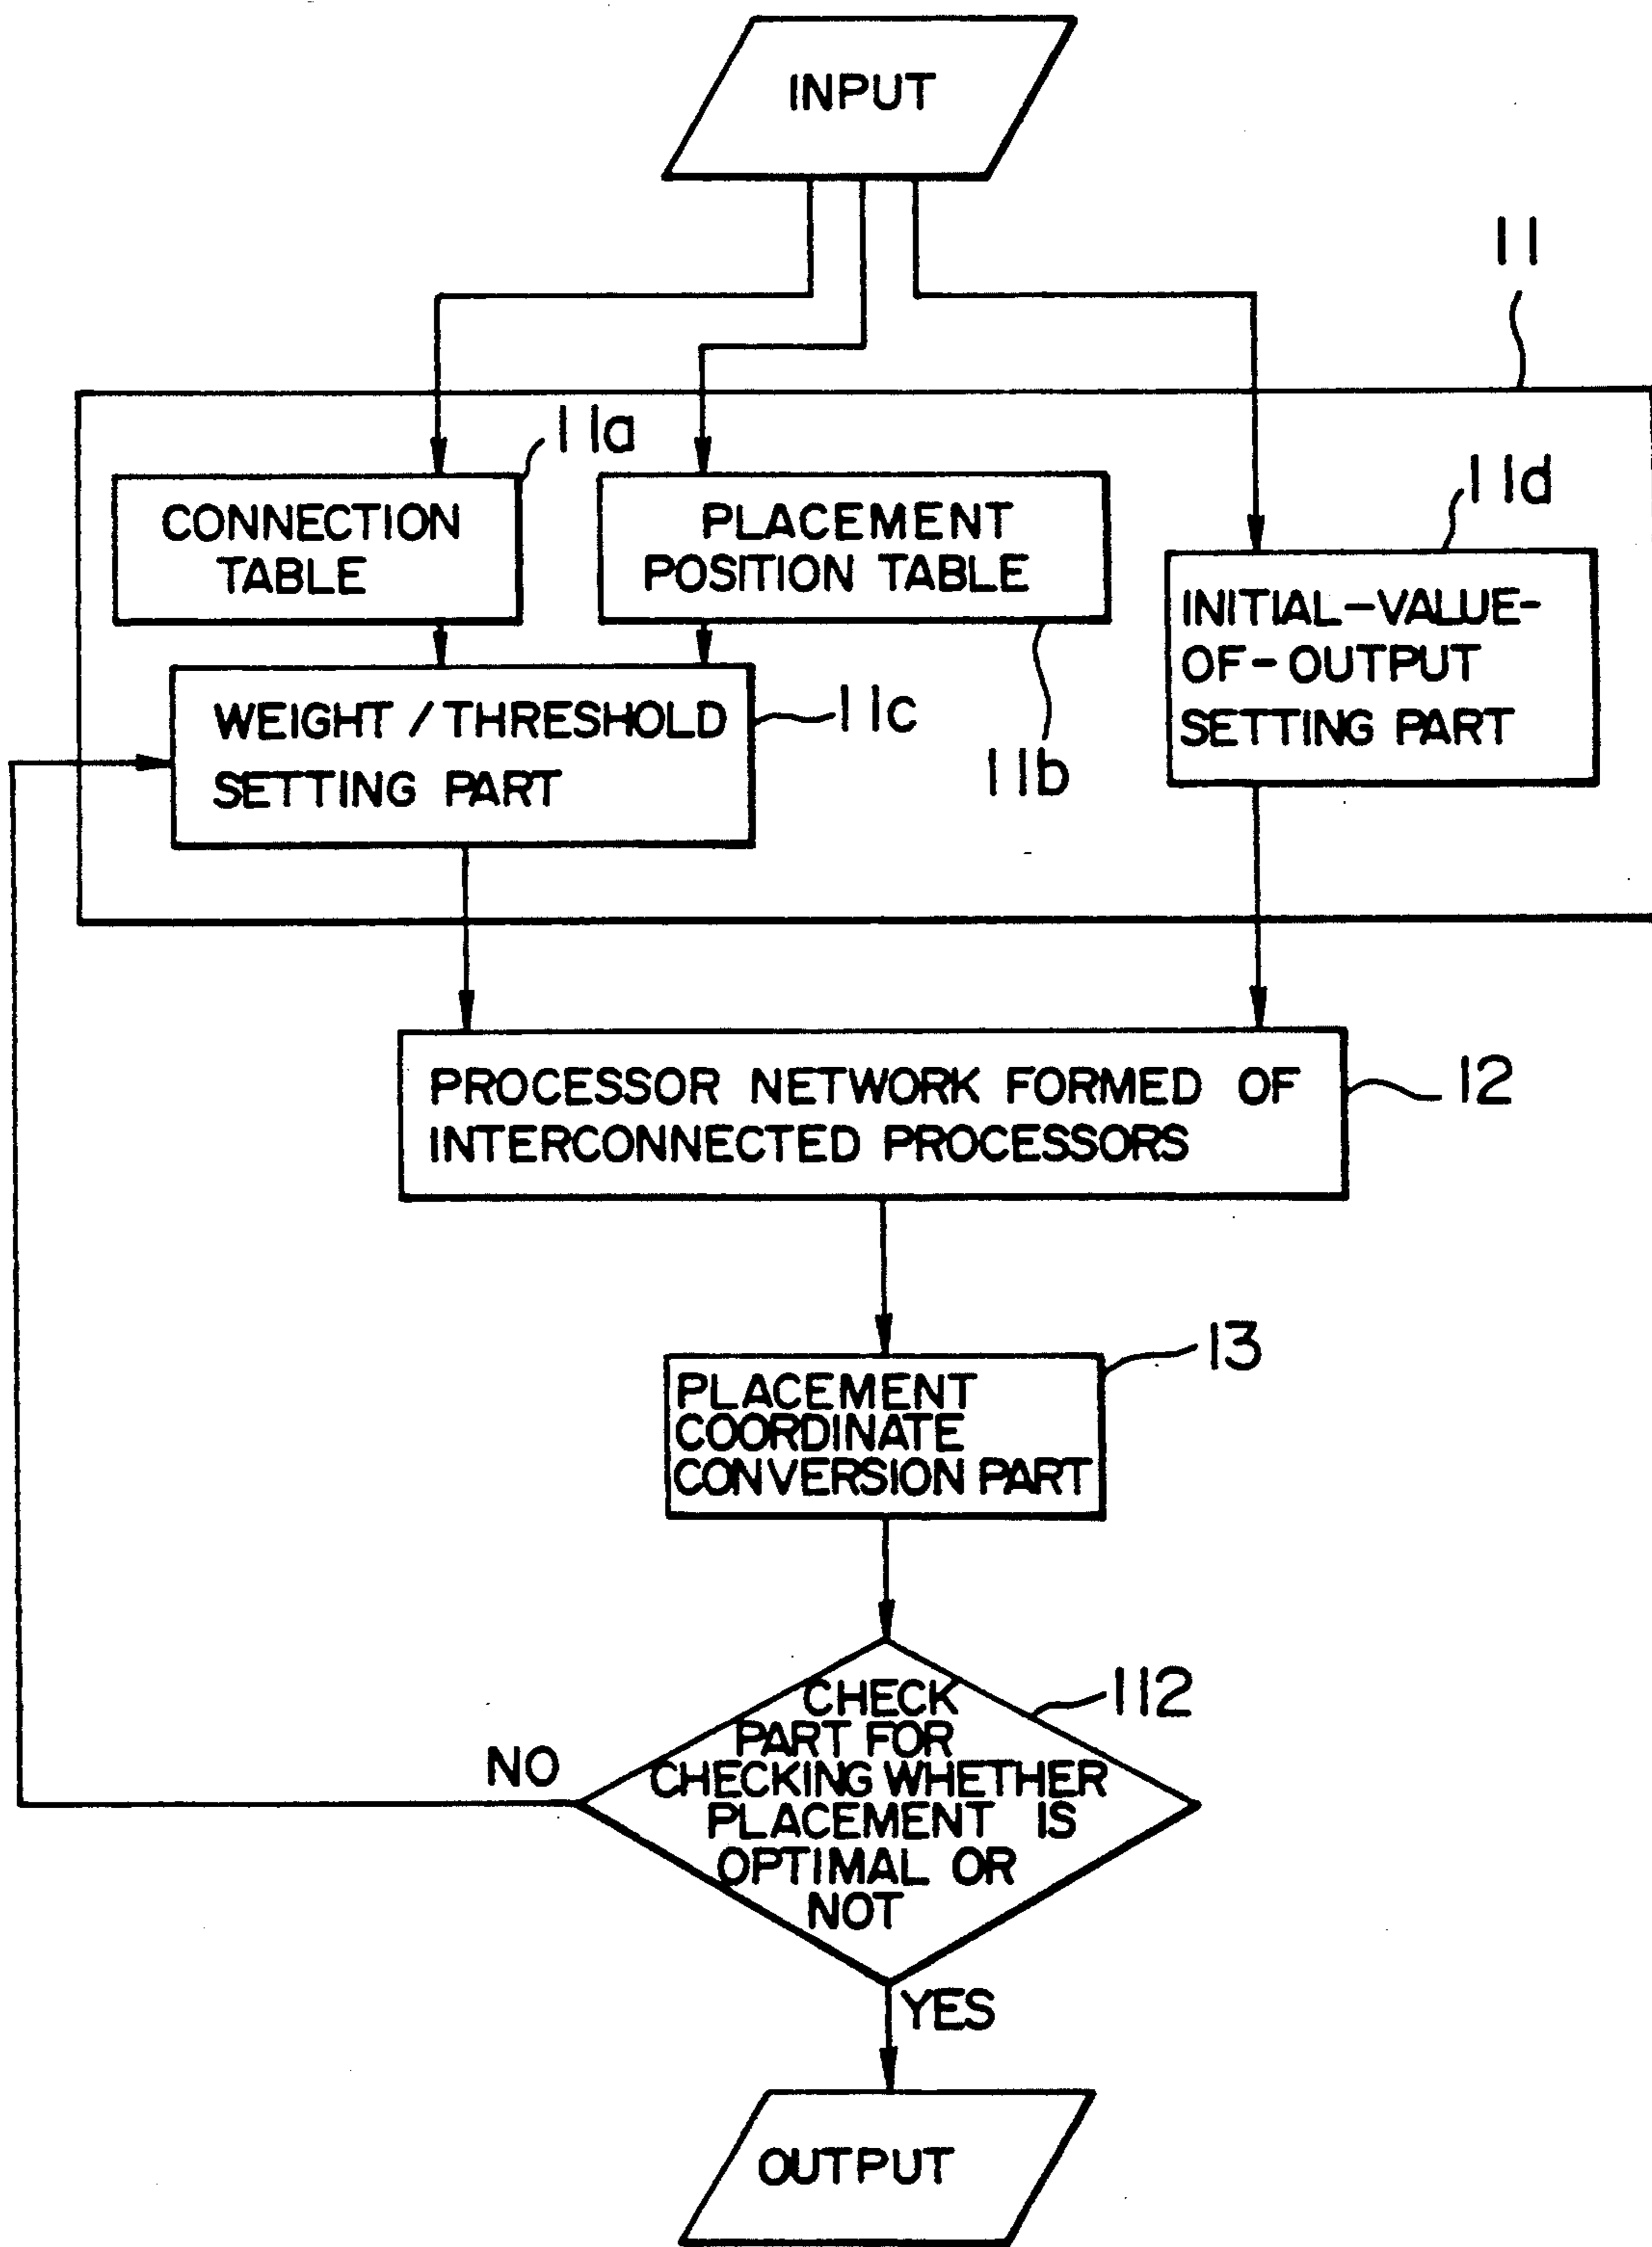 INPUT
11
11a
CONNECTION
TABLE
PLACEMENT
POSITION TABLE
11b
11d
INITIAL-VALUE-
OF-OUTPUT
SETTING PART
WEIGHT / THRESHOLD
SETTING PART
11c
PROCESSOR NETWORK FORMED OF
INTERCONNECTED PROCESSORS
12
13
PLACEMENT
COORDINATE
CONVERSION PART
112
CHECK
PART FOR
CHECKING WHETHER
PLACEMENT IS
OPTIMAL OR
NOT
NO
YES
OUTPUT